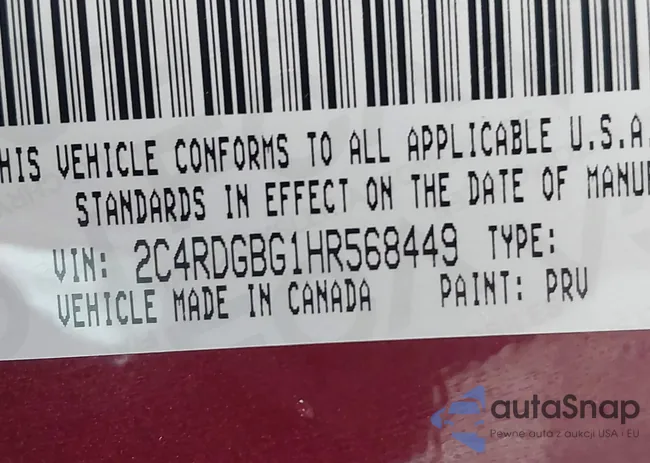 HIS VEHICLE CONFORMS TO ALL APPLICABLE U.S.A.
STANDARDS IN EFFECT ON THE DATE OF MANUF
VIN: 2C4RDGBG1HR568449 TYPE:
VEHICLE MADE IN CANADA PAINT: PRV
autaSnap
Pewne auta z aukcji USA i EU